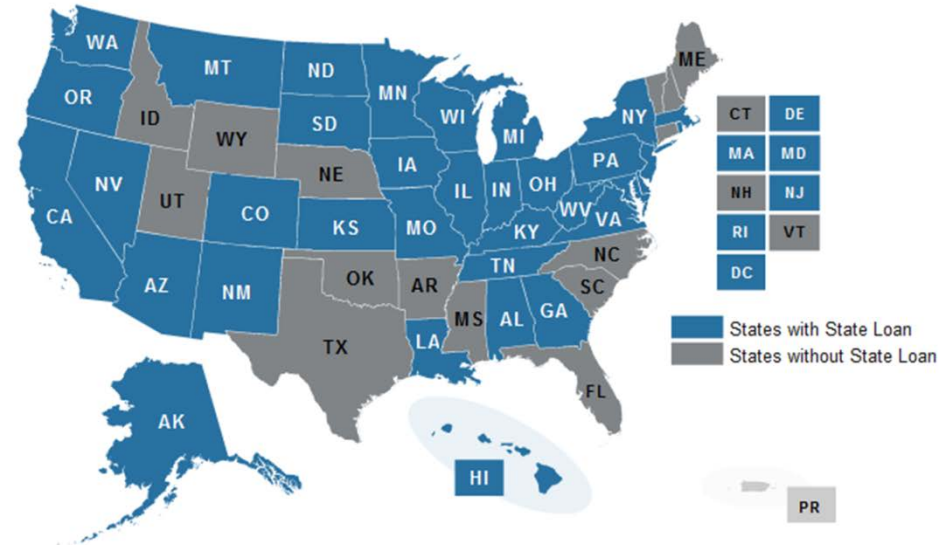 WA
MT
ND
MN
ME
OR
ID
SD
WI
MI
NY
WY
IA
PA
NV
NE
IL
IN
OH
UT
CO
WV
VA
CA
KS
MO
KY
AZ
NM
OK
AR
TN
NC
SC
TX
LA
MS
AL
GA
FL
AK
HI
CT DE
MA MD
NH NJ
RI VT
DC
States with State Loan
States without State Loan
PR